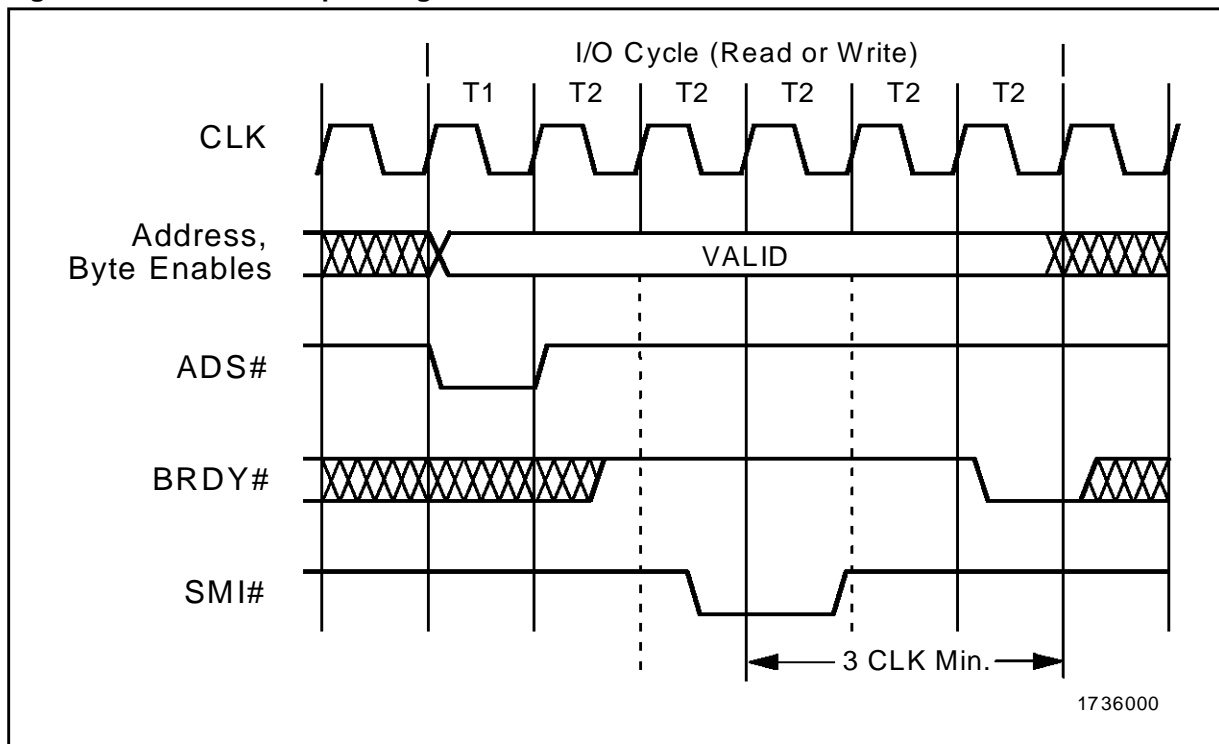 I/O Cycle (Read or Write)
T1 T2 T2 T2 T2 T2
CLK
Address,
Byte Enables
VALID
ADS#
BRDY#
SMI#
3 CLK Min.
1736000